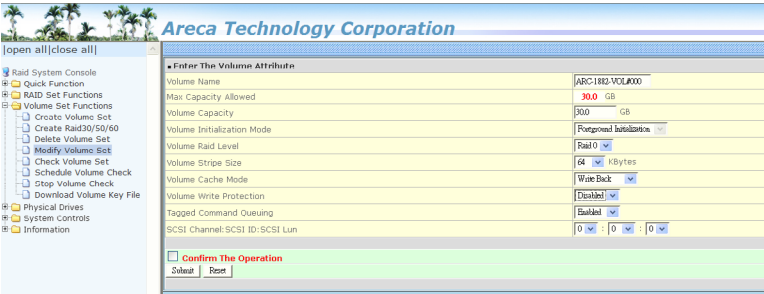 Areca Technology Corporation
|open all|close all|
Raid System Console
Quick Function
RAID Set Functions
Volume Set Functions
Create Volume Set
Create Raid30/50/60
Delete Volume Set
Modify Volume Set
Check Volume Set
Schedule Volume Check
Stop Volume Check
Download Volume Key File
Physical Drives
System Controls
Information
Enter The Volume Attribute
Volume Name ARC-1882-VOL#000
Max Capacity Allowed 30.0 GB
Volume Capacity 30.0 GB
Volume Initialization Mode Foreground Initialization
Volume Raid Level Raid 0
Volume Stripe Size 64 KBytes
Volume Cache Mode Write Back
Volume Write Protection Disabled
Tagged Command Queuing Enabled
SCSI Channel:SCSI ID:SCSI Lun 0 : 0 : 0
Confirm The Operation
Submit Reset